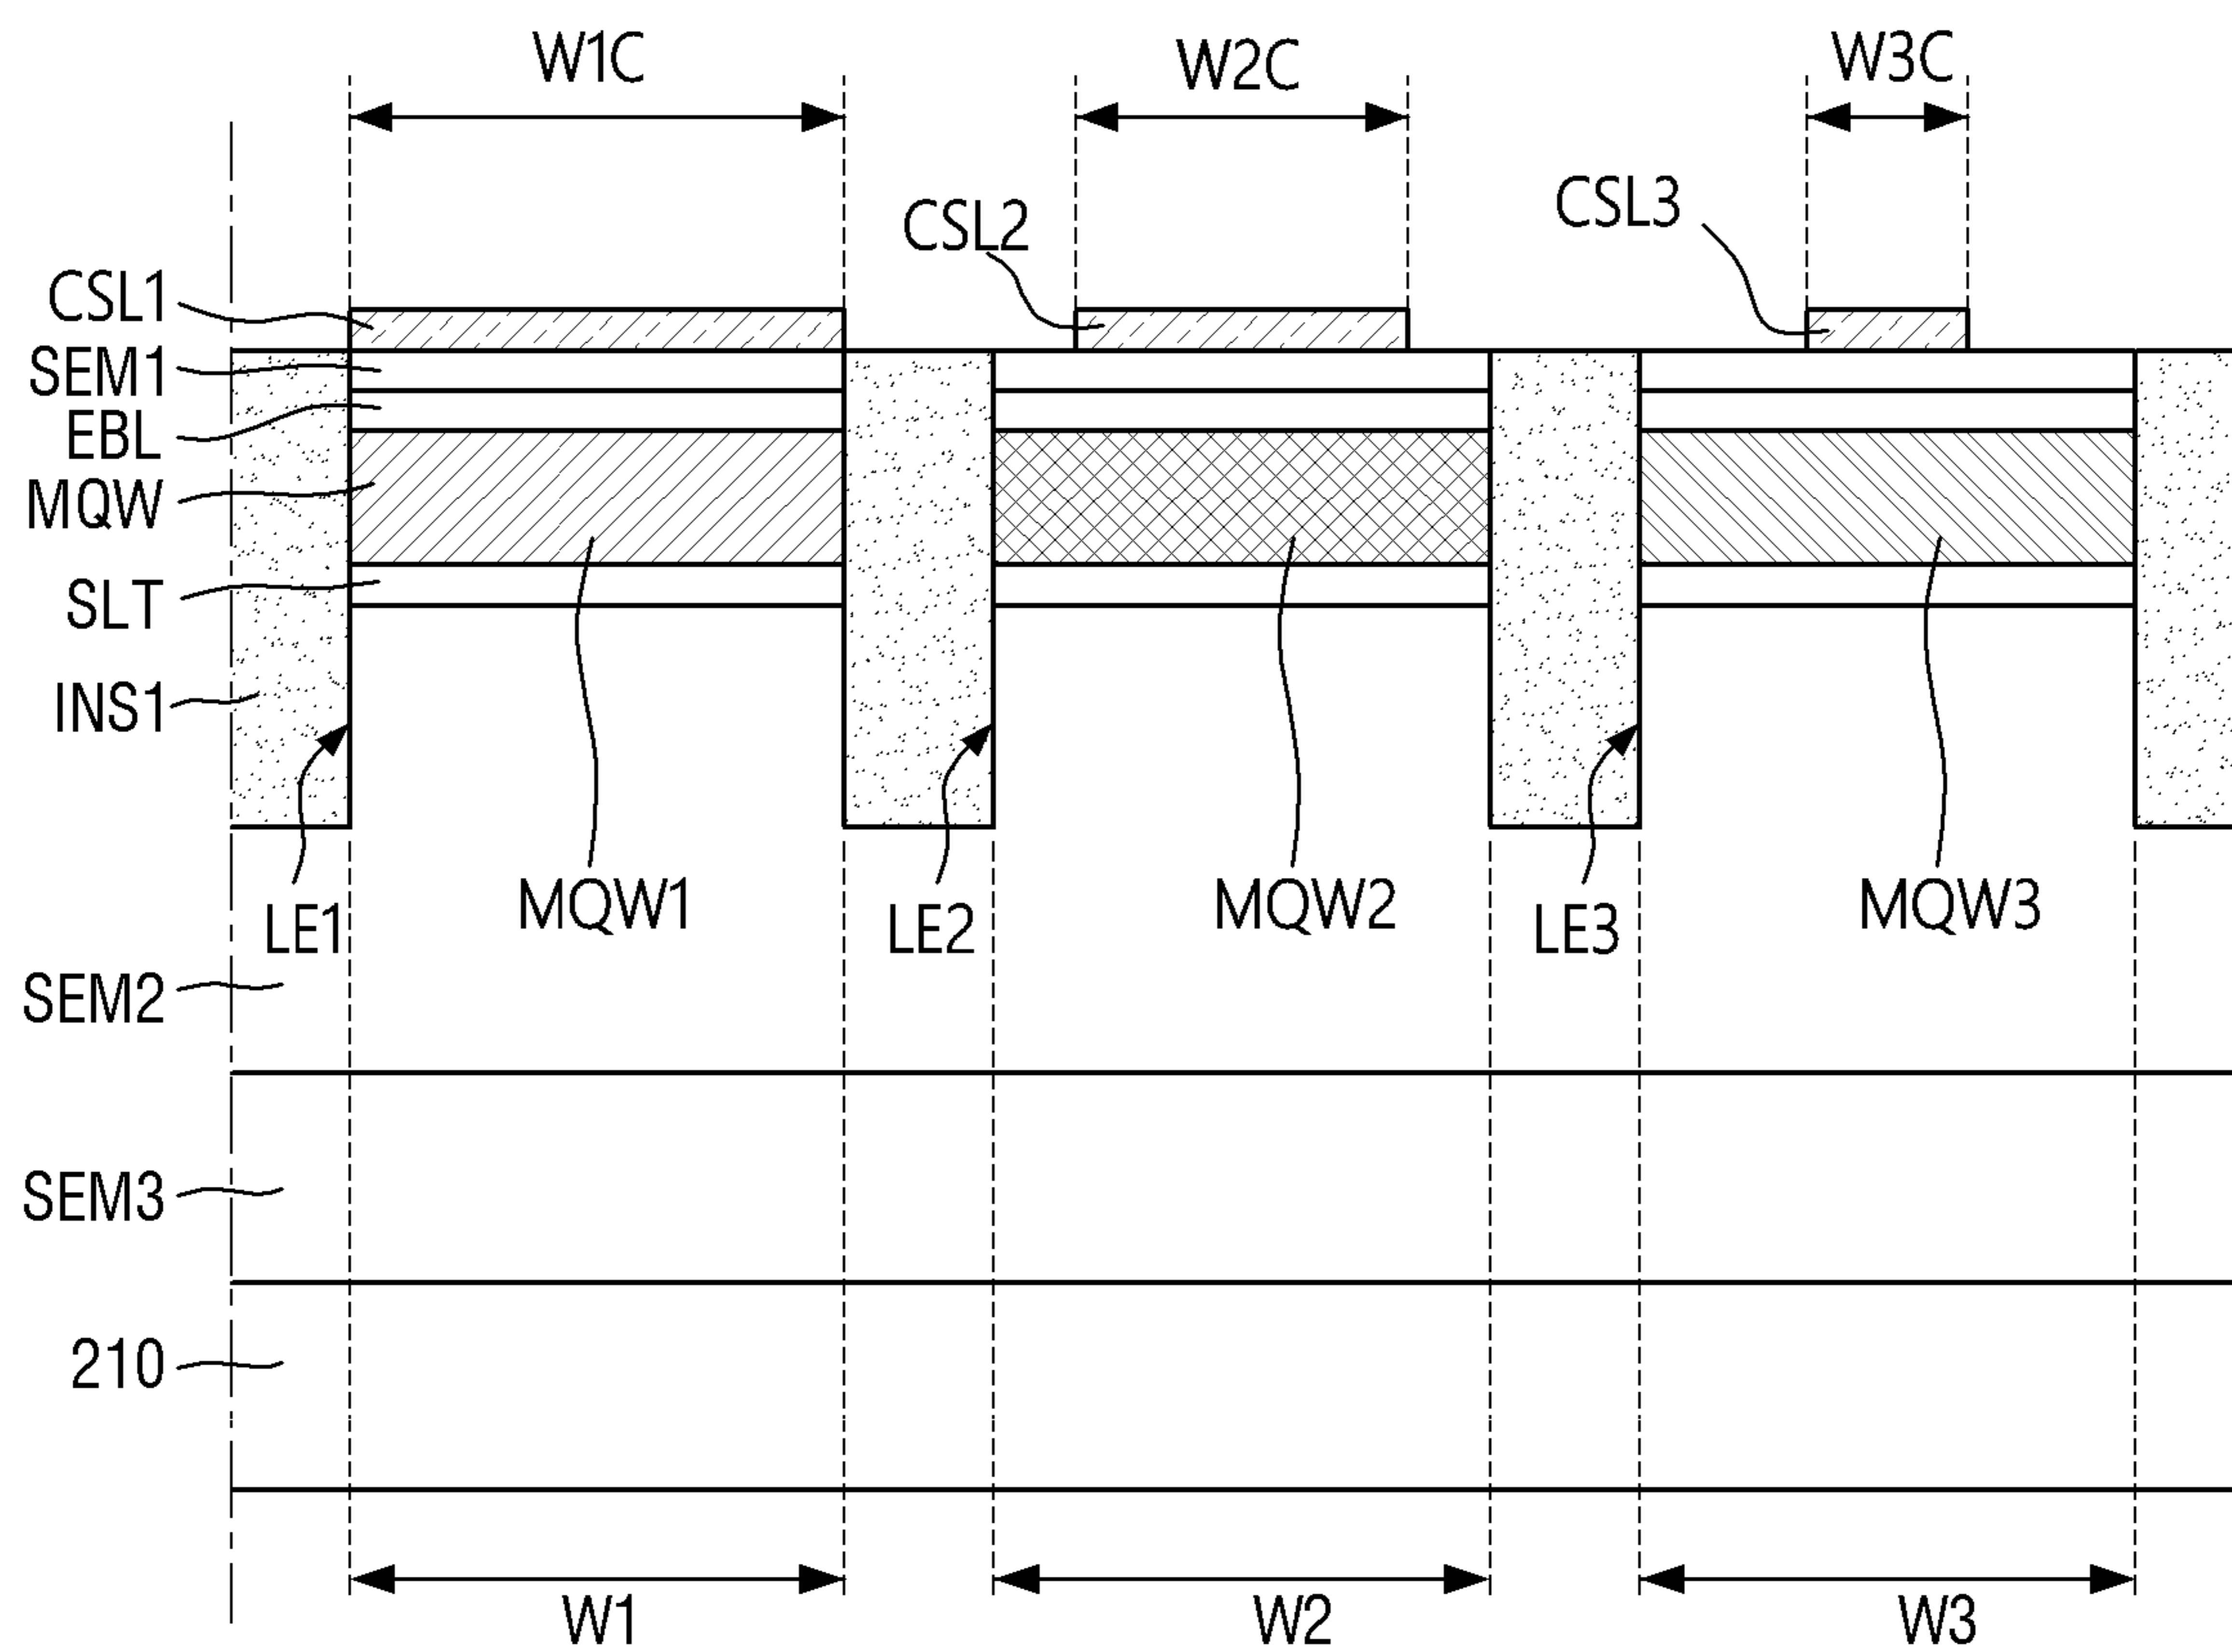 W1C
W2C
W3C
CSL3
CSL2
CSL1
SEM1
EBL
MQW
SLT
INS1
LE1
MQW1
LE2
MQW2
LE3
MQW3
SEM2
SEM3
210
W1
W2
W3